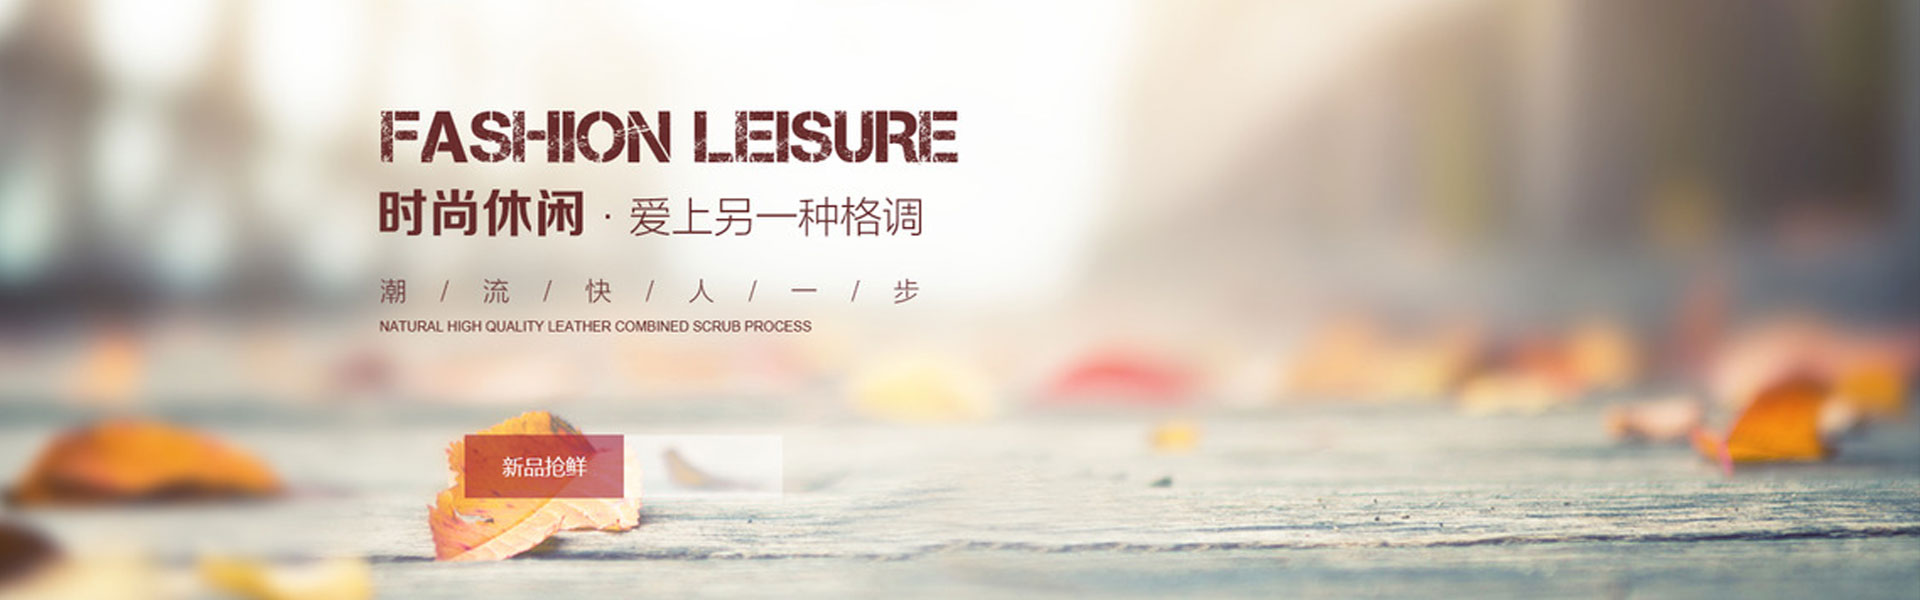 FASHION LEISURE
时尚休闲 · 爱上另一种格调
潮 / 流 / 快 / 人 / 一 / 步
NATURAL HIGH QUALITY LEATHER COMBINED SCRUB PROCESS
新品抢鲜